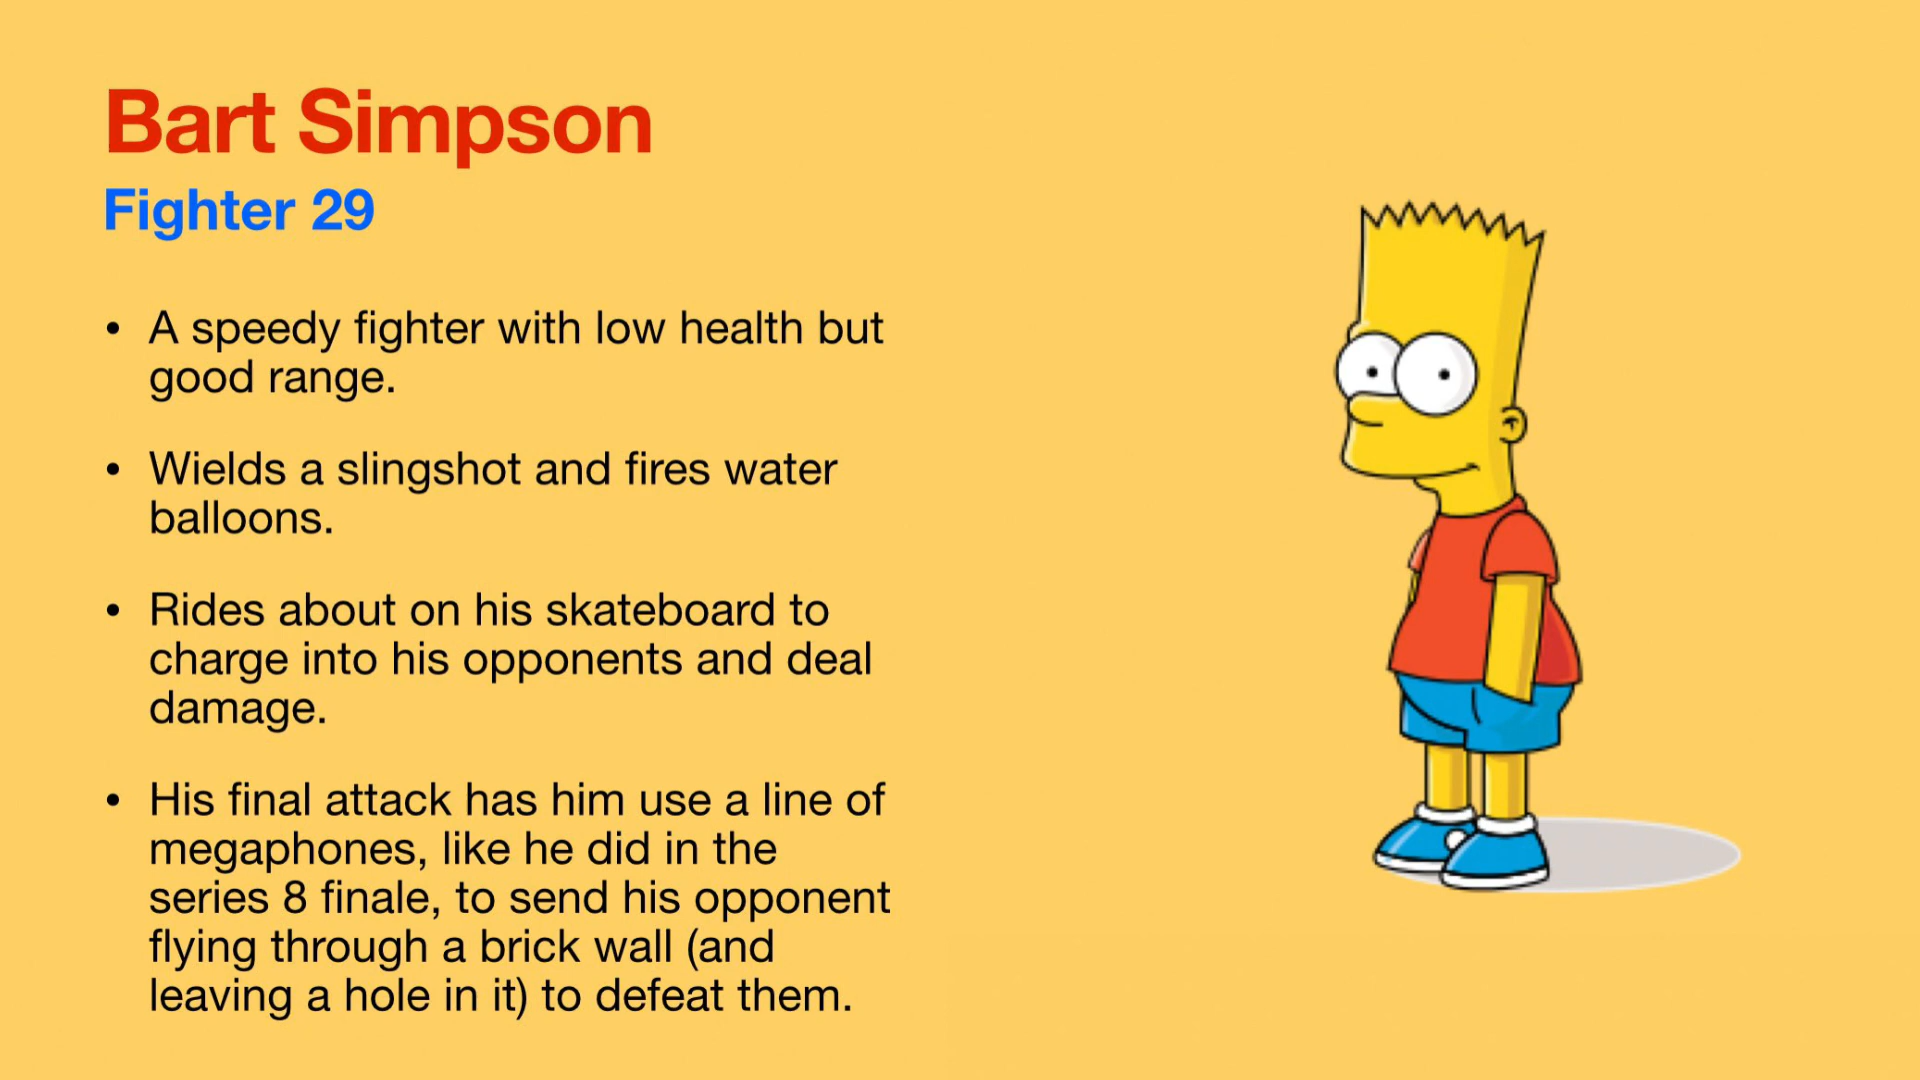 Bart Simpson
Fighter 29
• A speedy fighter with low health but
good range.
• Wields a slingshot and fires water
balloons.
• Rides about on his skateboard to
charge into his opponents and deal
damage.
• His final attack has him use a line of
megaphones, like he did in the
series 8 finale, to send his opponent
flying through a brick wall (and
leaving a hole in it) to defeat them.